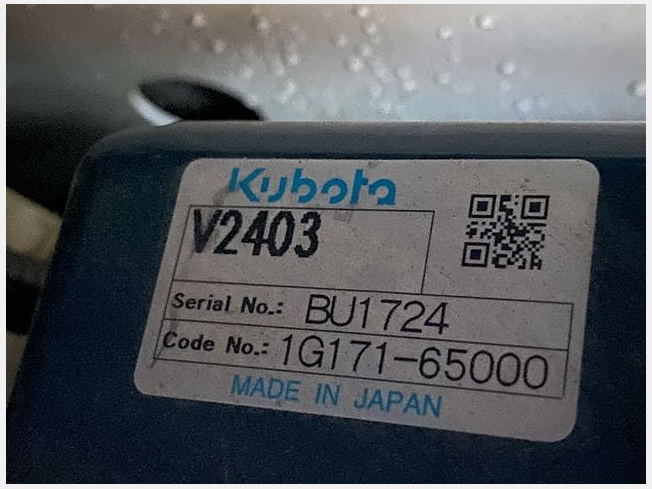 Kubota
V2403
Serial No.: BU1724
Code No.: 1G171-65000
MADE IN JAPAN